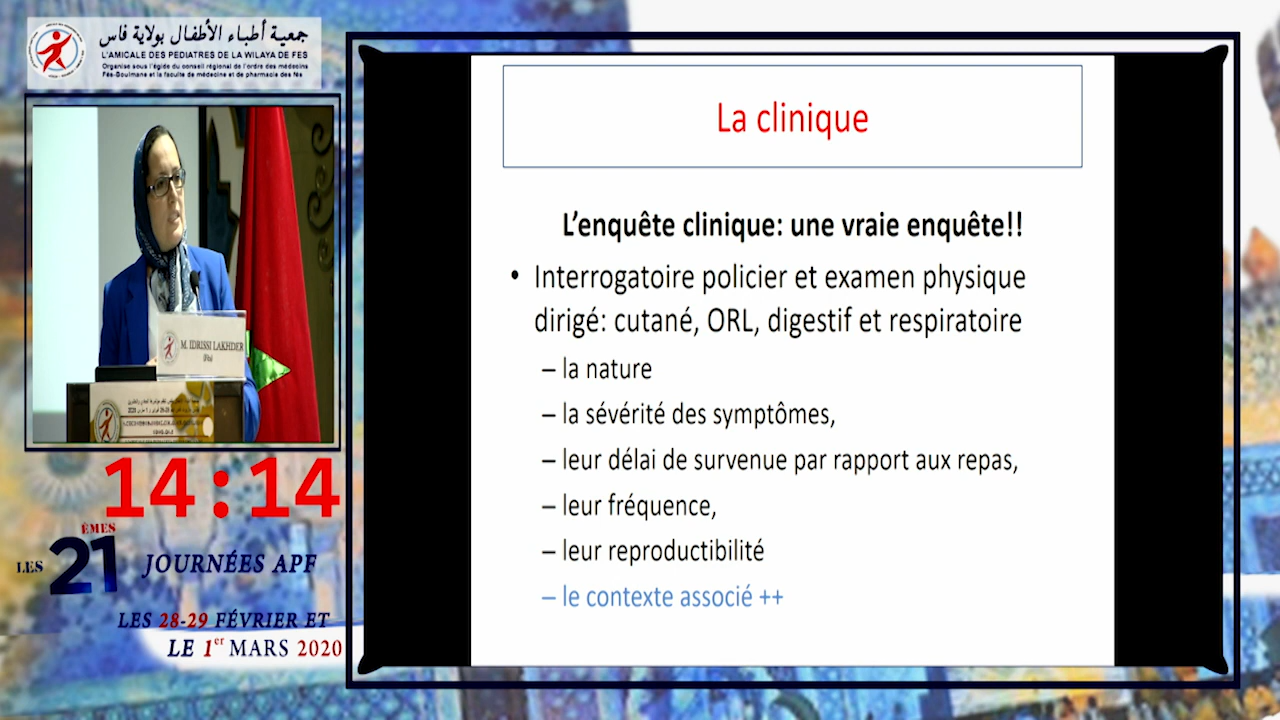 جمعية أطباء الأطفال بولاية فاس
L'AMICALE DES PEDIATRES DE LA WILAYA DE FES
Organise sous l'égide du conseil régional de l'ordre des médecins
Fés-Boulmane et la faculté de médecine et de pharmacie des fés
M. IDRISSI LAKHDER
(Fès)
14:14
LES 21 ÈMES JOURNÉES APF
LES 28-29 FÉVRIER ET
LE 1er MARS 2020
La clinique
L'enquête clinique: une vraie enquête!!
• Interrogatoire policier et examen physique
dirigé: cutané, ORL, digestif et respiratoire
– la nature
– la sévérité des symptômes,
– leur délai de survenue par rapport aux repas,
– leur fréquence,
– leur reproductibilité
– le contexte associé ++